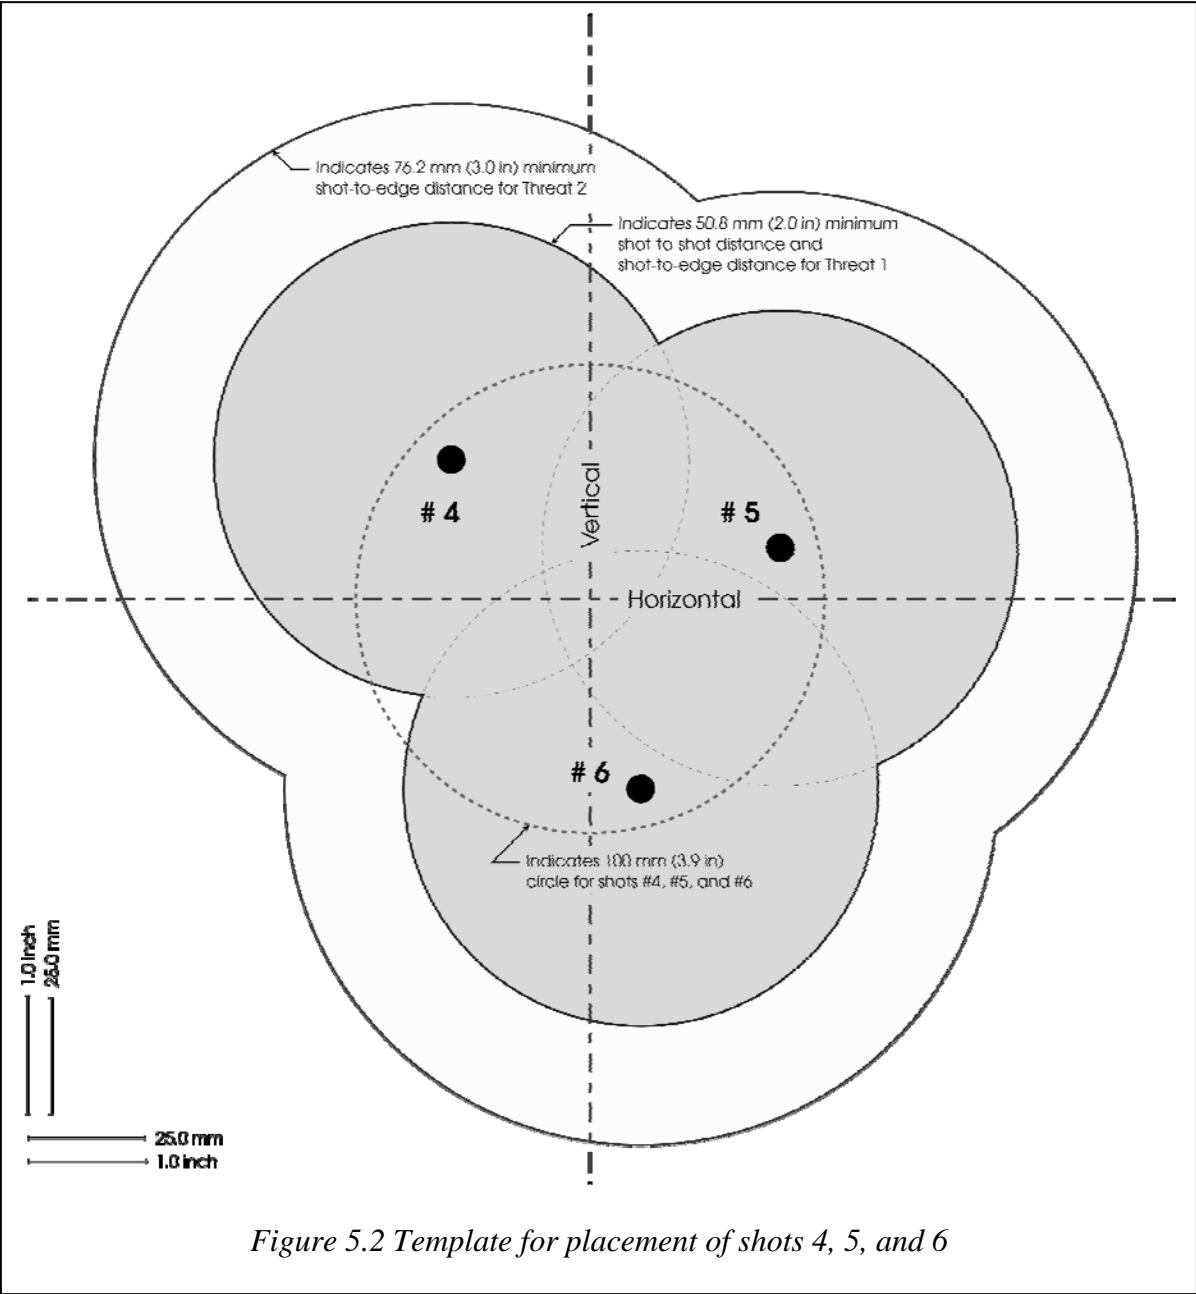 Indicates 76.2 mm (3.0 in) minimum
shot-to-edge distance for Threat 2
Indicates 50.8 mm (2.0 in) minimum
shot to shot distance and
shot-to-edge distance for Threat 1
# 4
Vertical
# 5
Horizontal
# 6
Indicates 100 mm (3.9 in)
circle for shots #4, #5, and #6
1.0 inch
25.0 mm
25.0 mm
1.0 inch
Figure 5.2 Template for placement of shots 4, 5, and 6